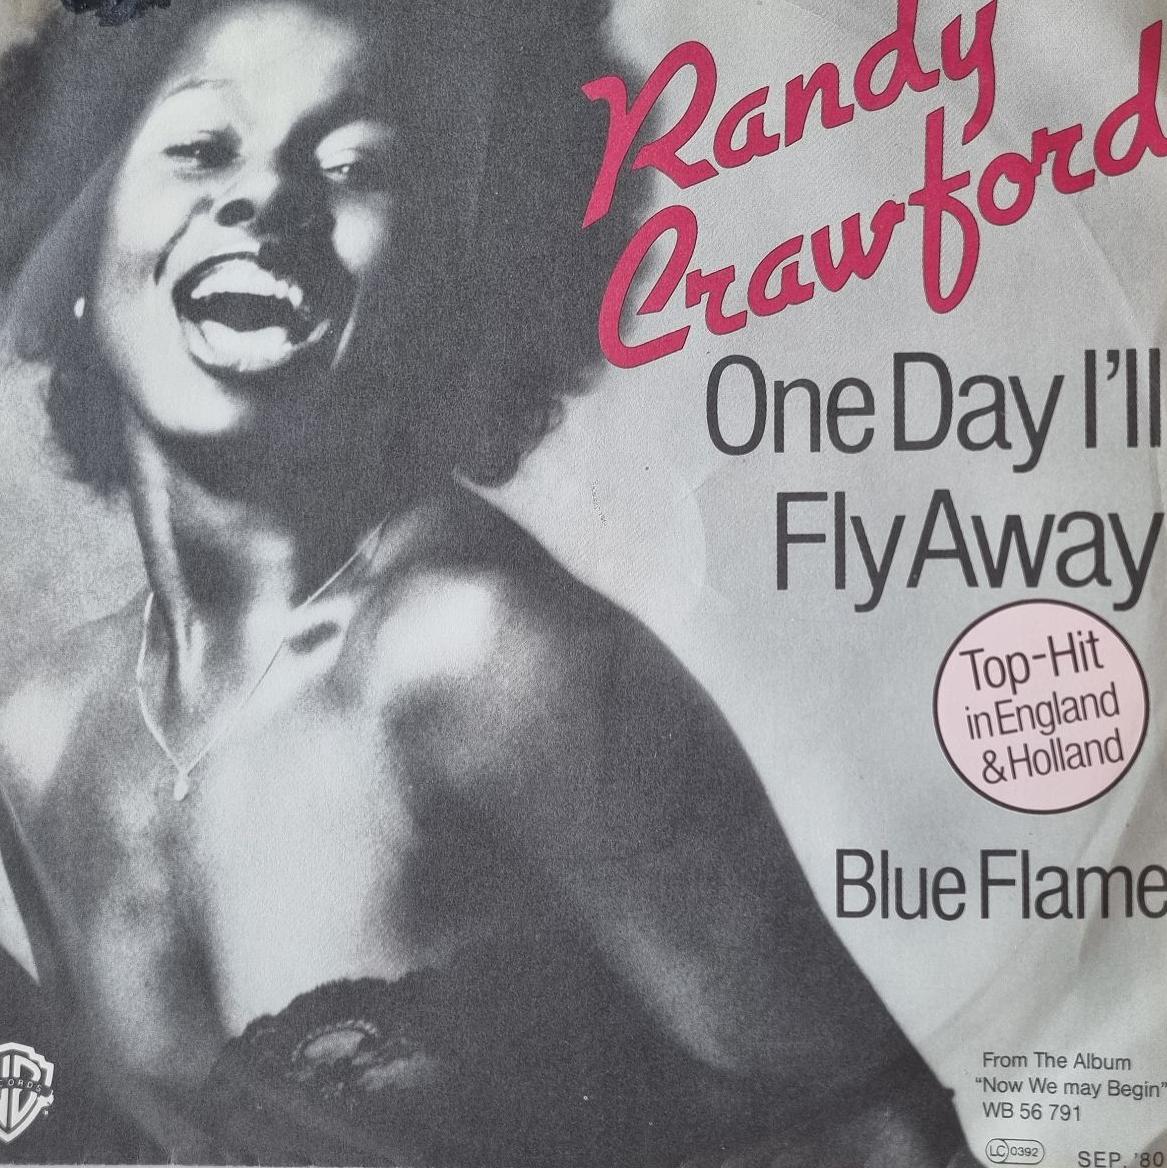 Randy
Crawford
One Day I'll
Fly Away
Top-Hit
in England
& Holland
Blue Flame
From The Album
"Now We may Begin"
WB 56 791
LC 0392
SEP. '80